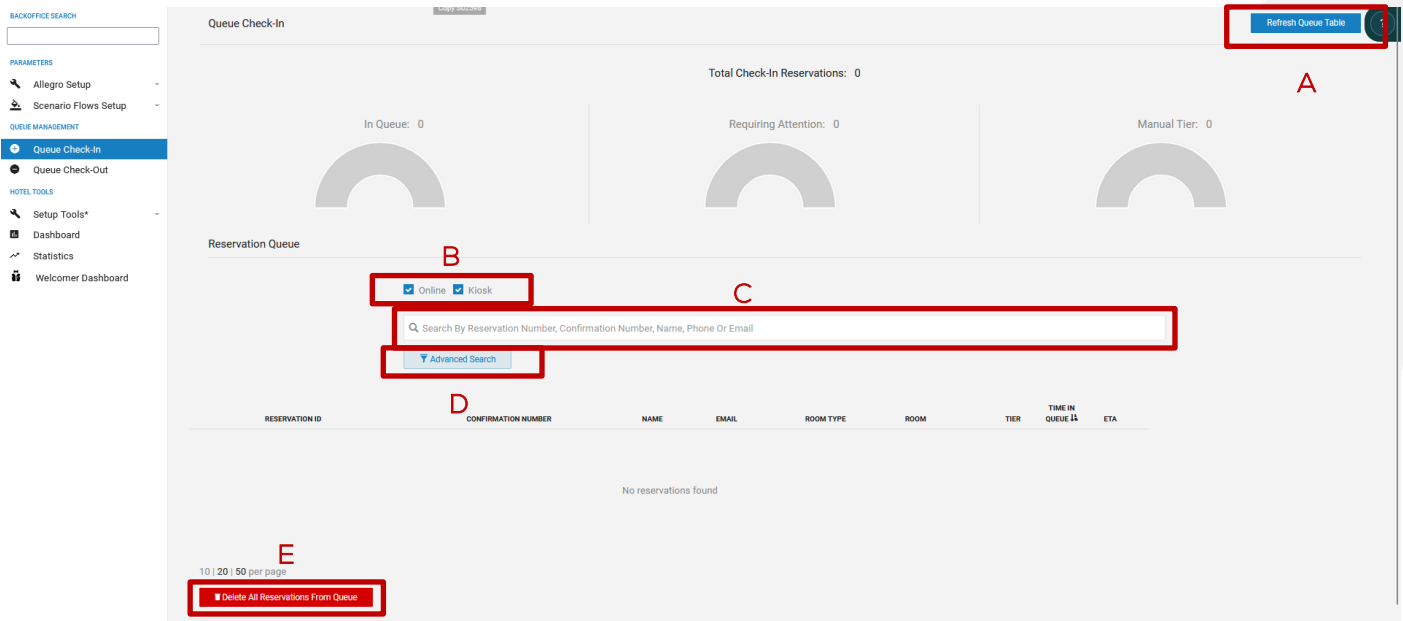 BACKOFFICE SEARCH
PARAMETERS
Allegro Setup
Scenario Flows Setup
QUEUE MANAGEMENT
Queue Check-In
Queue Check-Out
HOTEL TOOLS
Setup Tools*
Dashboard
Statistics
Welcomer Dashboard
Queue Check-In
Refresh Queue Table
?
A
Total Check-In Reservations: 0
In Queue: 0
Requiring Attention: 0
Manual Tier: 0
Reservation Queue
B
Online Kiosk
C
Search By Reservation Number, Confirmation Number, Name, Phone Or Email
Advanced Search
D
RESERVATION ID CONFIRMATION NUMBER NAME EMAIL ROOM TYPE ROOM TIER TIME IN QUEUE ETA
No reservations found
E
10 | 20 | 50 per page
Delete All Reservations From Queue